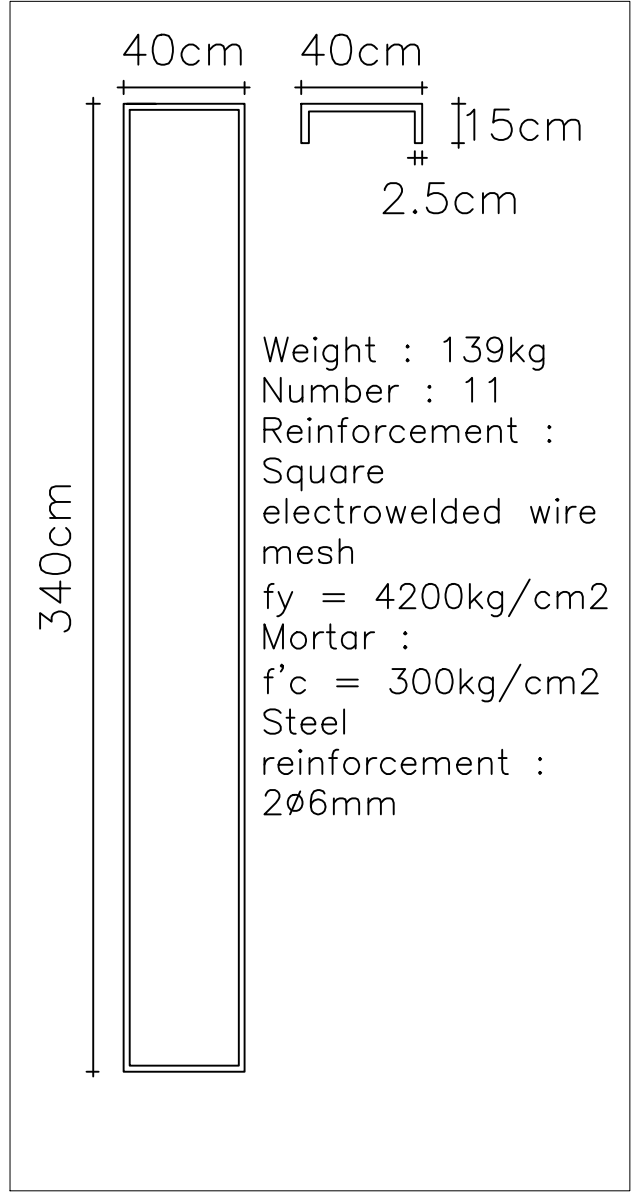 40cm
40cm
15cm
2.5cm
340cm
Weight : 139kg
Number : 11
Reinforcement :
Square
electrowelded wire
mesh
fy = 4200kg/cm2
Mortar :
f'c = 300kg/cm2
Steel
reinforcement :
2ø6mm